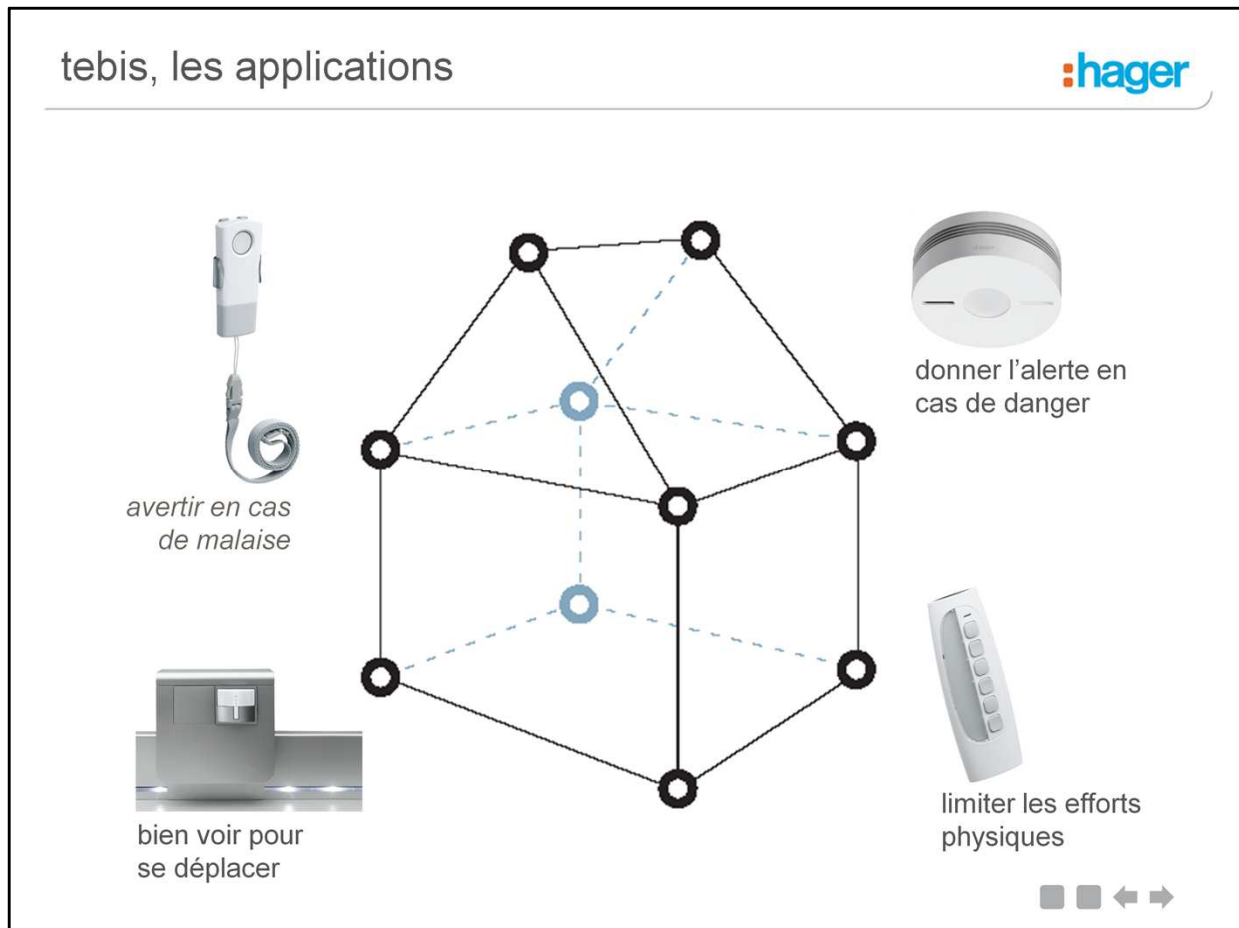 tebis, les applications
:hager
donner l'alerte en
cas de danger
avertir en cas
de malaise
limiter les efforts
physiques
bien voir pour
se déplacer